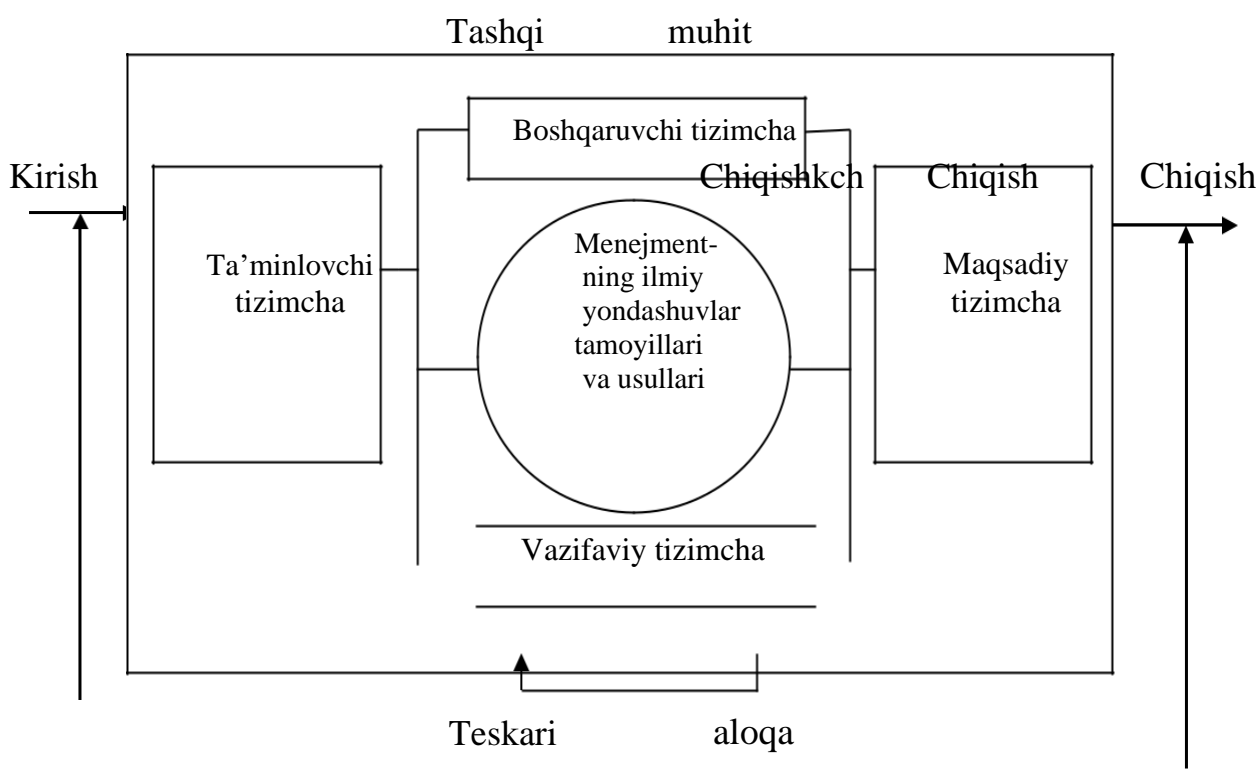 Tashqi muhit
Boshqaruvchi tizimcha
Kirish
Chiqishkch Chiqish Chiqish
Ta’minlovchi
tizimcha
Menejment-
ning ilmiy
yondashuvlar
tamoyillari
va usullari
Maqsadiy
tizimcha
Vazifaviy tizimcha
Teskari aloqa